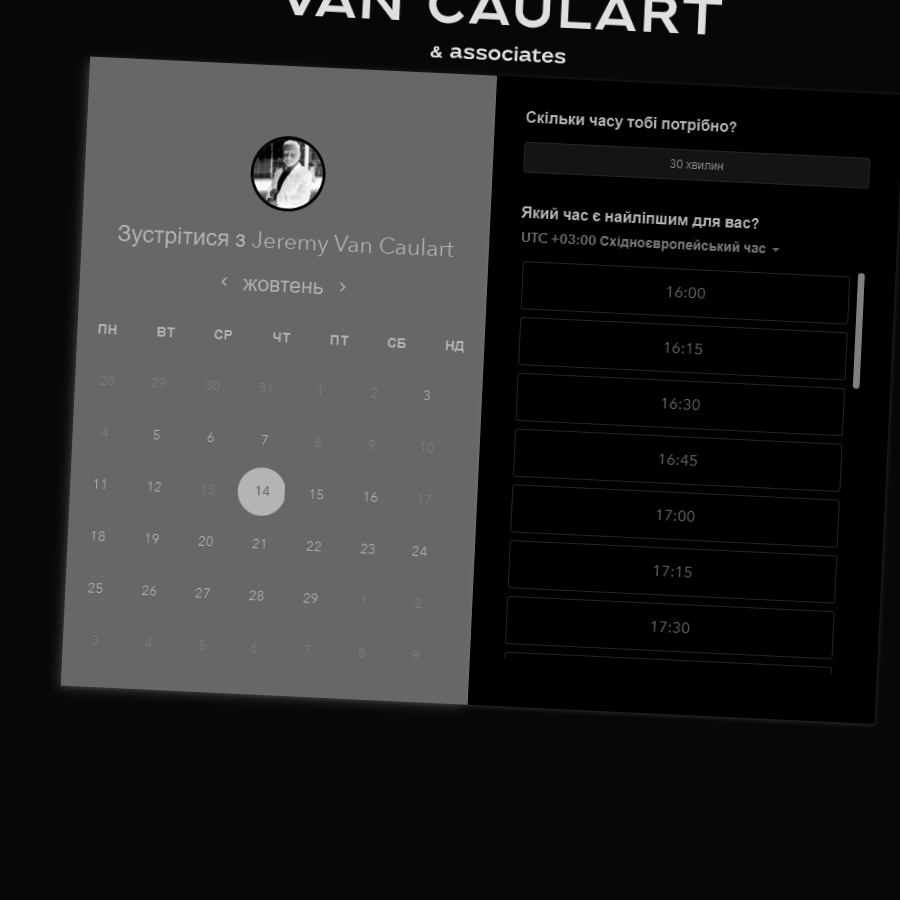 VAN CAULART
& associates
Зустрітися з Jeremy Van Caulart
жовтень
ПН ВТ СР ЧТ ПТ СБ НД
28 29 30 31 1 2 3
4 5 6 7 8 9 10
11 12 13 14 15 16 17
18 19 20 21 22 23 24
25 26 27 28 29 1 2
3 4 5 6 7 8 9
Скільки часу тобі потрібно?
30 хвилин
Який час є найліпшим для вас?
UTC +03:00 Східноєвропейський час
16:00
16:15
16:30
16:45
17:00
17:15
17:30